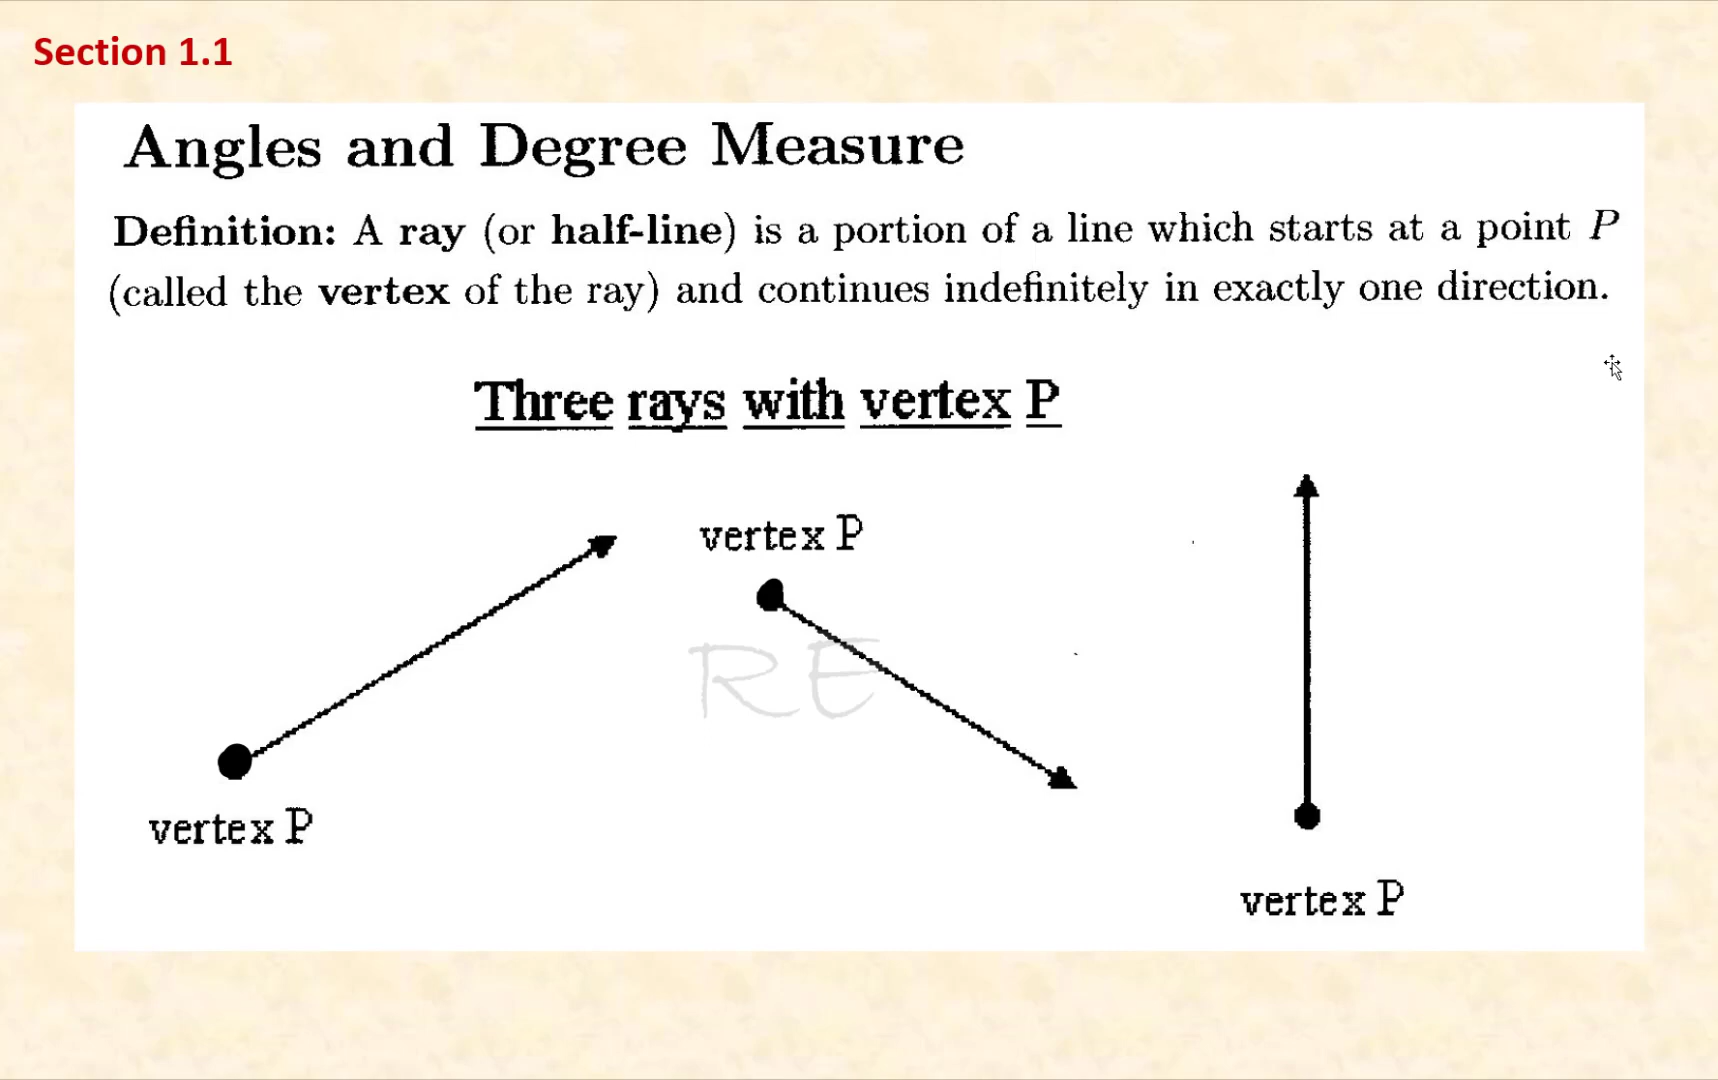 Section 1.1
Angles and Degree Measure
Definition: A ray (or half-line) is a portion of a line which starts at a point P
(called the vertex of the ray) and continues indefinitely in exactly one direction.
Three rays with vertex P
vertex P
RE
vertex P
vertex P